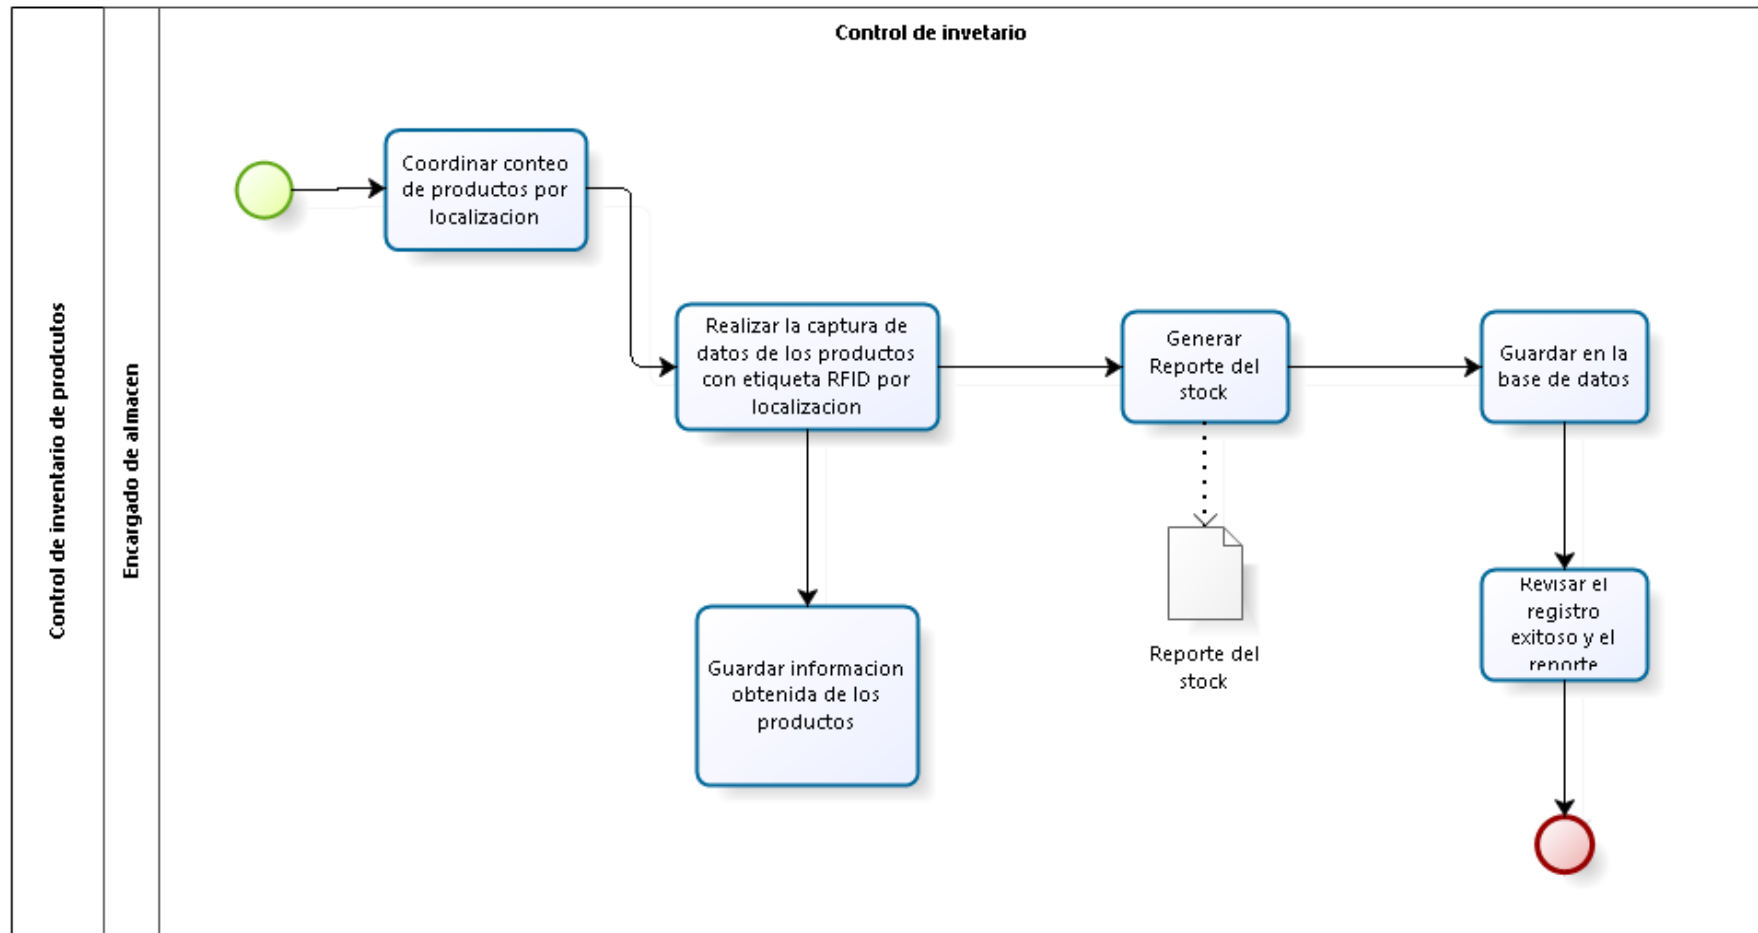 Control de invetario
Control de inventario de prodcutos
Encargado de almacen
Coordinar conteo
de productos por
localizacion
Realizar la captura de
datos de los productos
con etiqueta RFID por
localizacion
Generar
Reporte del
stock
Guardar en la
base de datos
Guardar informacion
obtenida de los
productos
Reporte del
stock
Revisar el
registro
exitoso y el
reporte